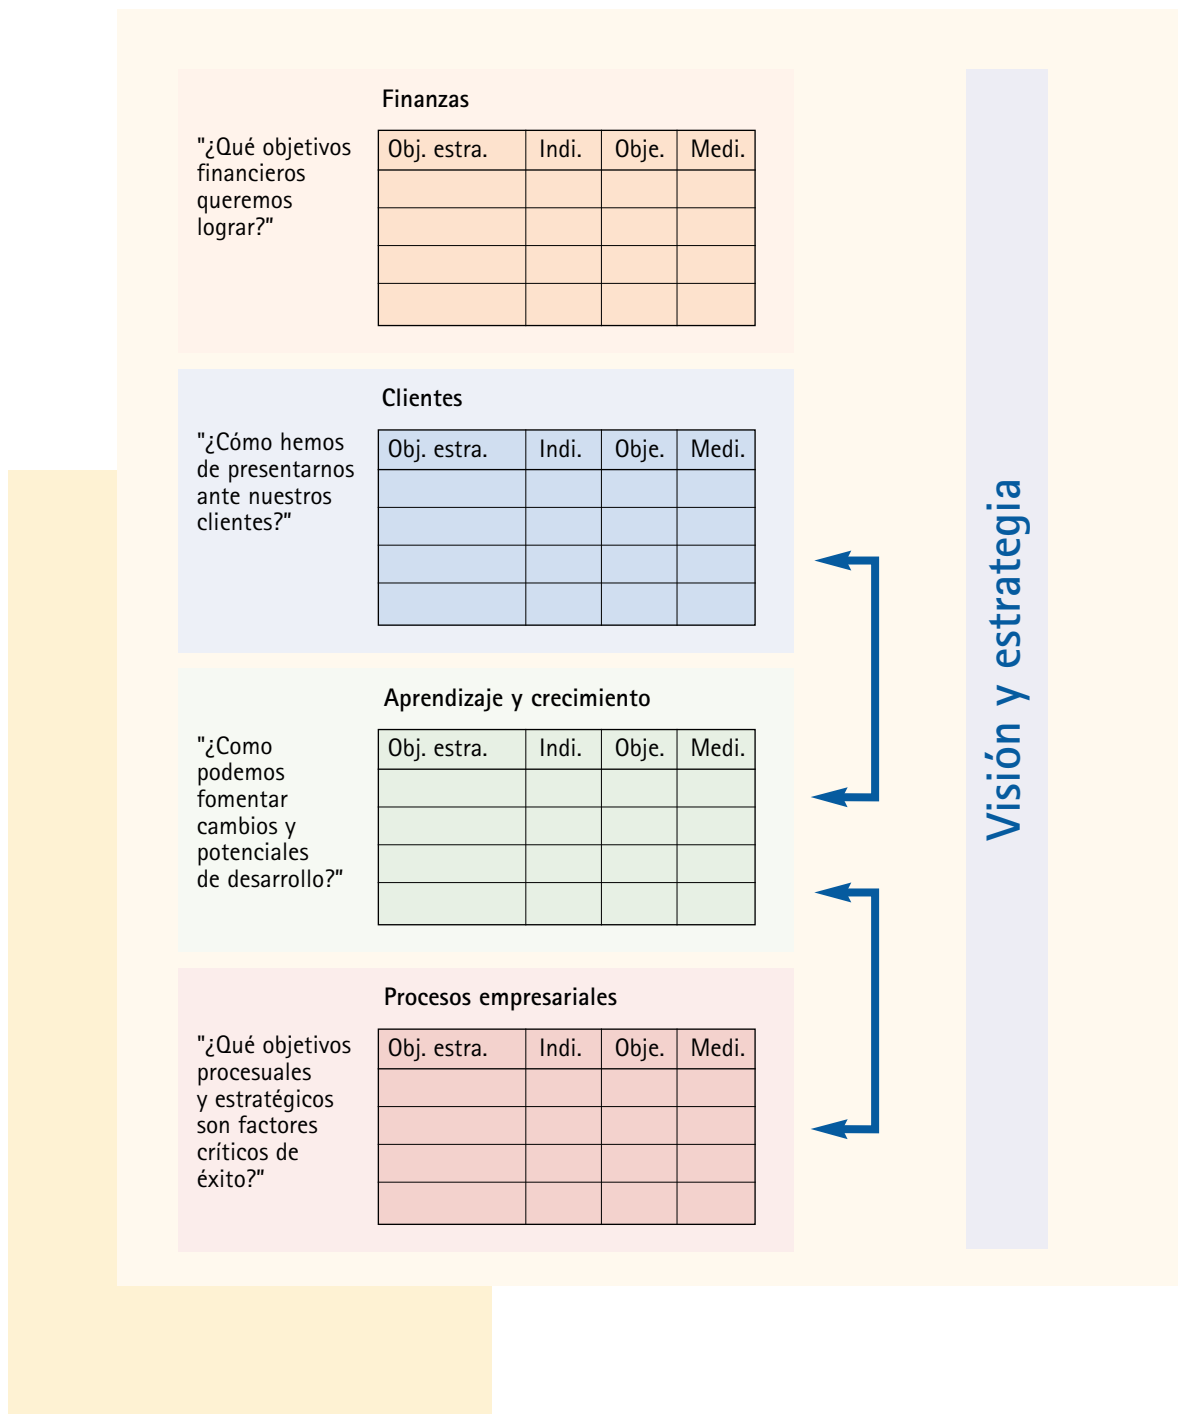 Finanzas
"¿Qué objetivos
financieros
queremos
lograr?"
Obj. estra. Indi. Obje. Medi.
Clientes
"¿Cómo hemos
de presentarnos
ante nuestros
clientes?"
Obj. estra. Indi. Obje. Medi.
Aprendizaje y crecimiento
"¿Como
podemos
fomentar
cambios y
potenciales
de desarrollo?"
Obj. estra. Indi. Obje. Medi.
Procesos empresariales
"¿Qué objetivos
procesuales
y estratégicos
son factores
críticos de
éxito?"
Obj. estra. Indi. Obje. Medi.
Visión y estrategia